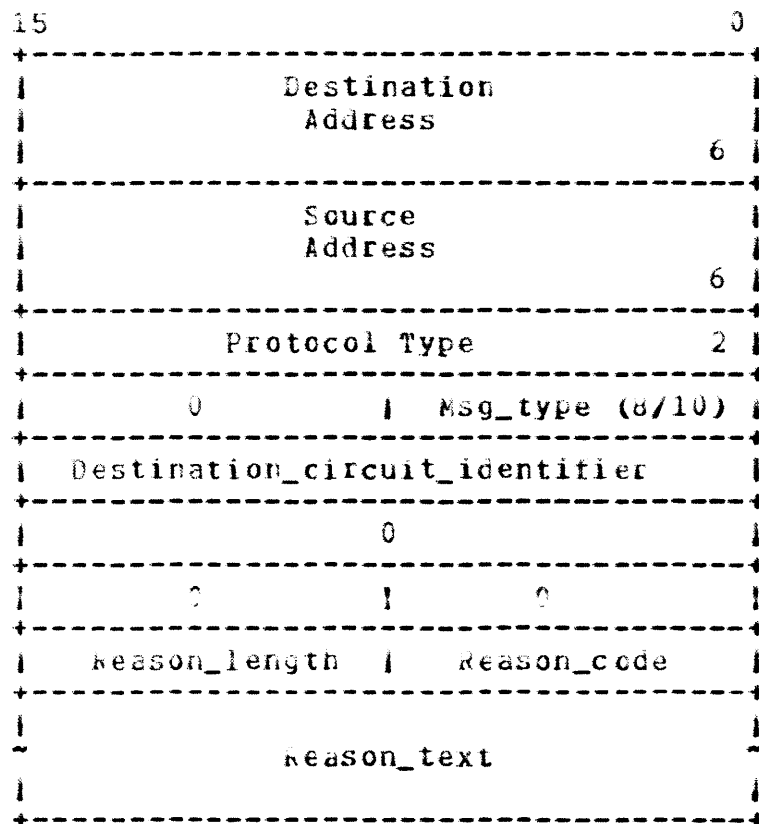 15 0
Destination
Address
6
Source
Address
6
Protocol Type 2
0 | Msg_type (8/10)
Destination_circuit_identifier
0
0 | 0
Reason_length | Reason_code
Reason_text